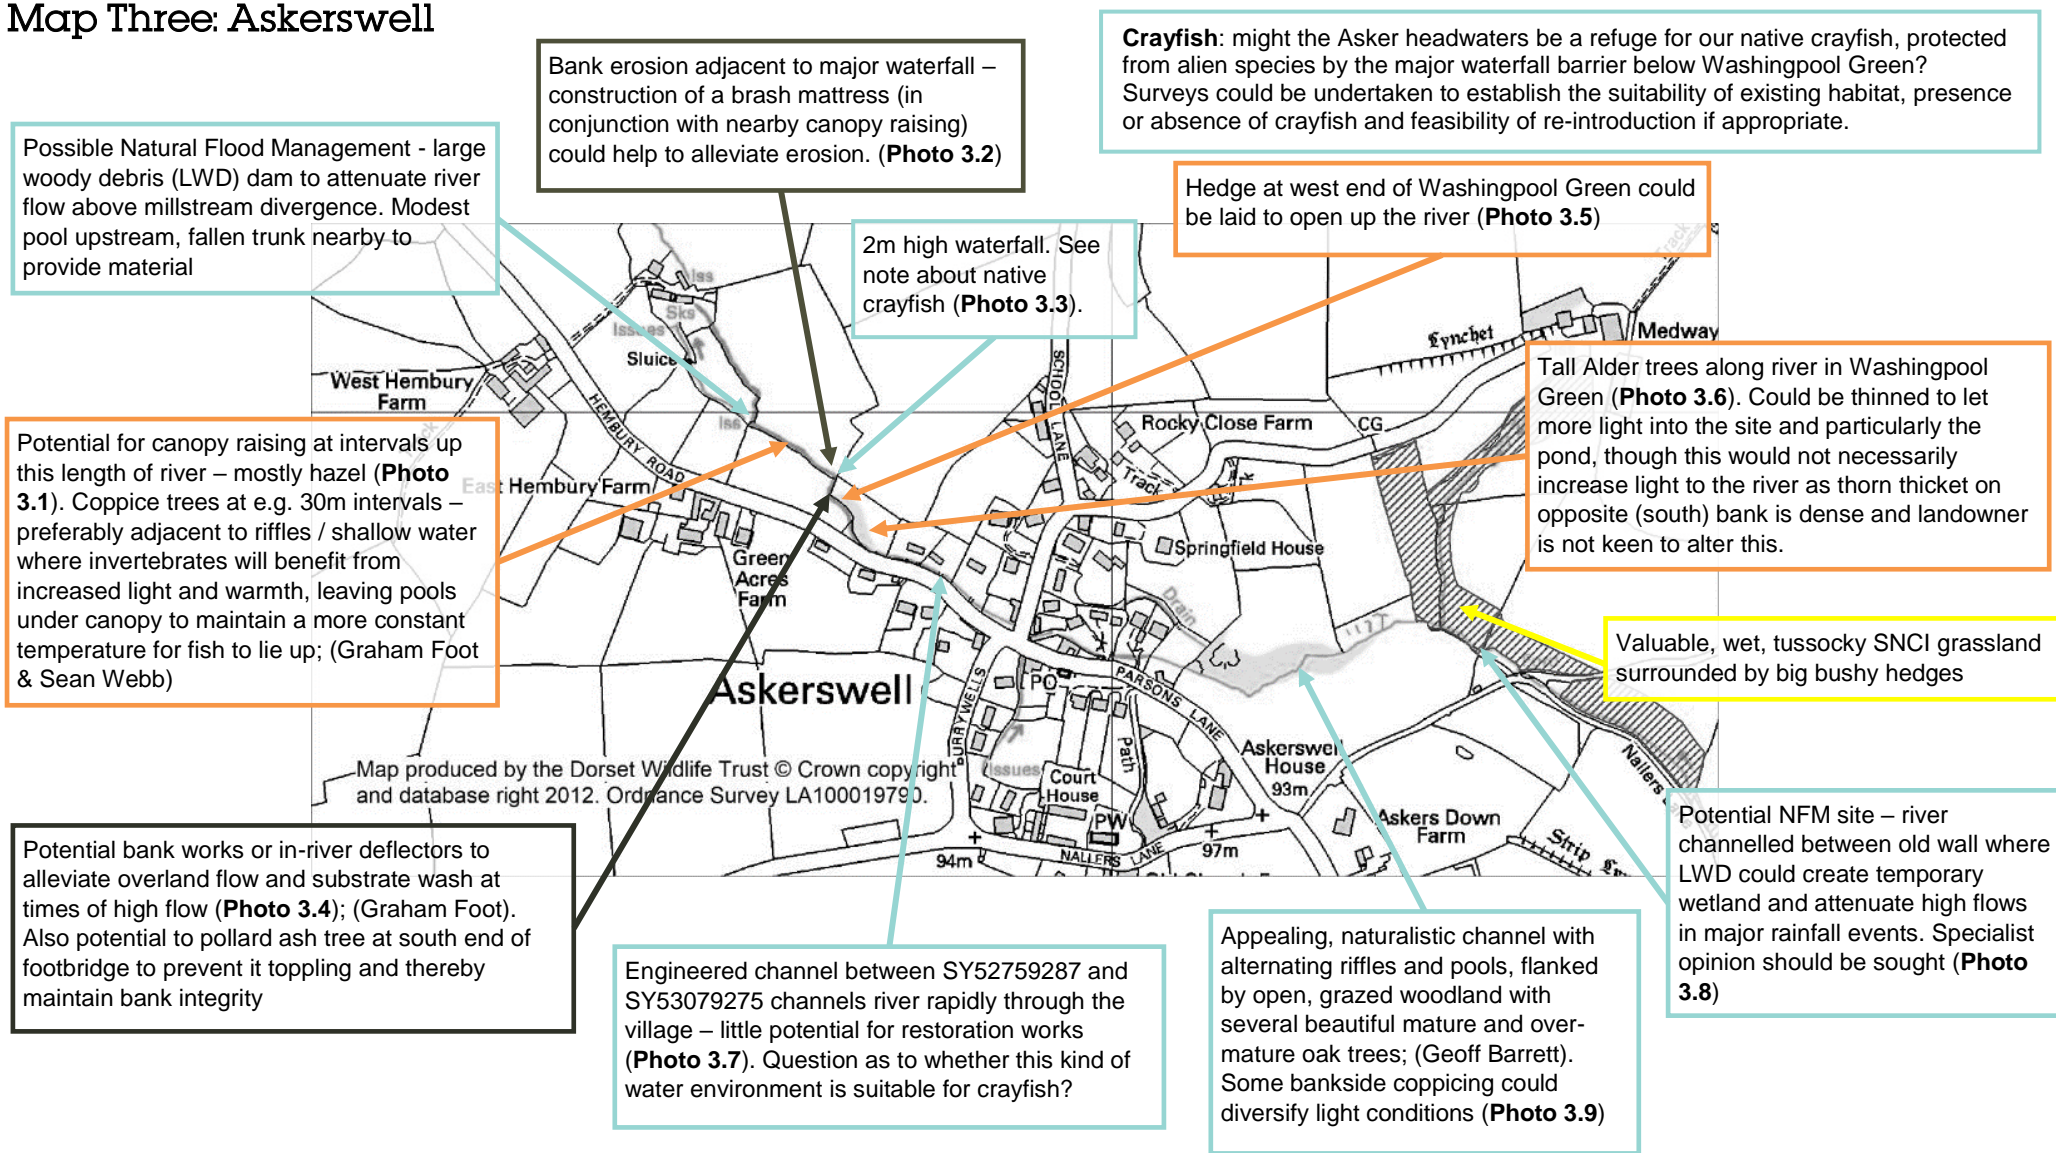 Map Three: Askerswell
Bank erosion adjacent to major waterfall –
construction of a brash mattress (in
conjunction with nearby canopy raising)
could help to alleviate erosion. (Photo 3.2)
Crayfish: might the Asker headwaters be a refuge for our native crayfish, protected
from alien species by the major waterfall barrier below Washingpool Green?
Surveys could be undertaken to establish the suitability of existing habitat, presence
or absence of crayfish and feasibility of re-introduction if appropriate.
Possible Natural Flood Management - large
woody debris (LWD) dam to attenuate river
flow above millstream divergence. Modest
pool upstream, fallen trunk nearby to
provide material
Hedge at west end of Washingpool Green could
be laid to open up the river (Photo 3.5)
2m high waterfall. See
note about native
crayfish (Photo 3.3).
Track
Iss
Sks
Issues
Sluice
Lynchet
Medway
West Hembury
Farm
Tall Alder trees along river in Washingpool
Green (Photo 3.6). Could be thinned to let
more light into the site and particularly the
pond, though this would not necessarily
increase light to the river as thorn thicket on
opposite (south) bank is dense and landowner
is not keen to alter this.
SCHOOL LANE
HEMBURY ROAD
Iss
Rocky Close Farm
CG
Track
Potential for canopy raising at intervals up
this length of river – mostly hazel (Photo
3.1). Coppice trees at e.g. 30m intervals –
preferably adjacent to riffles / shallow water
where invertebrates will benefit from
increased light and warmth, leaving pools
under canopy to maintain a more constant
temperature for fish to lie up; (Graham Foot
& Sean Webb)
East Hembury Farm
Track
Green
Acres
Farm
Springfield House
Drain
Valuable, wet, tussocky SNCI grassland
surrounded by big bushy hedges
Askerswell
PO
PARSONS LANE
Path
Issues
Askerswell
House
93m
Court
House
Nallers Lane
Map produced by the Dorset Wildlife Trust © Crown copyright
and database right 2012. Ordnance Survey LA100019790.
PW
94m
NALLERS LANE
97m
Askers Down
Farm
Strip
Potential bank works or in-river deflectors to
alleviate overland flow and substrate wash at
times of high flow (Photo 3.4); (Graham Foot).
Also potential to pollard ash tree at south end of
footbridge to prevent it toppling and thereby
maintain bank integrity
Potential NFM site – river
channelled between old wall where
LWD could create temporary
wetland and attenuate high flows
in major rainfall events. Specialist
opinion should be sought (Photo
3.8)
Engineered channel between SY52759287 and
SY53079275 channels river rapidly through the
village – little potential for restoration works
(Photo 3.7). Question as to whether this kind of
water environment is suitable for crayfish?
Appealing, naturalistic channel with
alternating riffles and pools, flanked
by open, grazed woodland with
several beautiful mature and over-
mature oak trees; (Geoff Barrett).
Some bankside coppicing could
diversify light conditions (Photo 3.9)